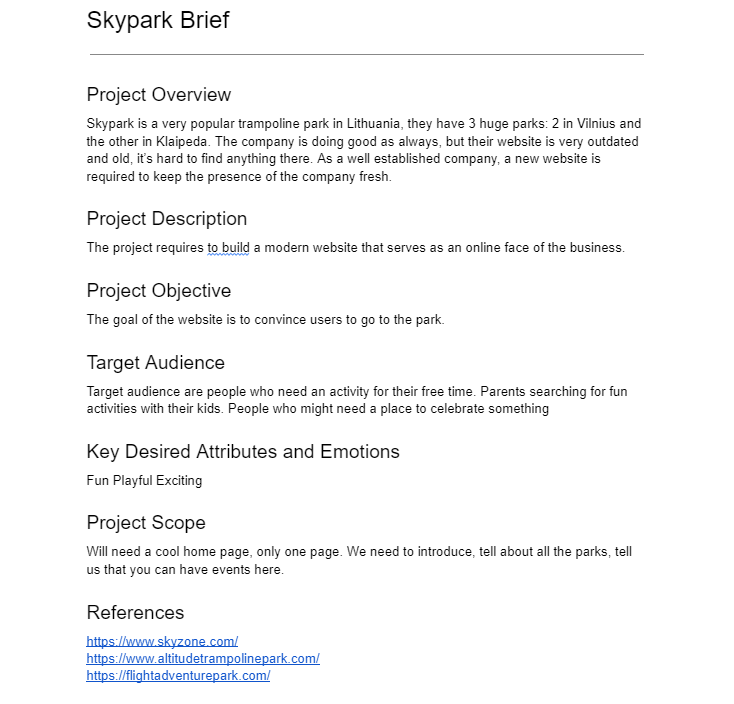 Skypark Brief
Project Overview
Skypark is a very popular trampoline park in Lithuania, they have 3 huge parks: 2 in Vilnius and
the other in Klaipeda. The company is doing good as always, but their website is very outdated
and old, it's hard to find anything there. As a well established company, a new website is
required to keep the presence of the company fresh.
Project Description
The project requires to build a modern website that serves as an online face of the business.
Project Objective
The goal of the website is to convince users to go to the park.
Target Audience
Target audience are people who need an activity for their free time. Parents searching for fun
activities with their kids. People who might need a place to celebrate something
Key Desired Attributes and Emotions
Fun Playful Exciting
Project Scope
Will need a cool home page, only one page. We need to introduce, tell about all the parks, tell
us that you can have events here.
References
https://www.skyzone.com/
https://www.altitudetrampolinepark.com/
https://flightadventurepark.com/